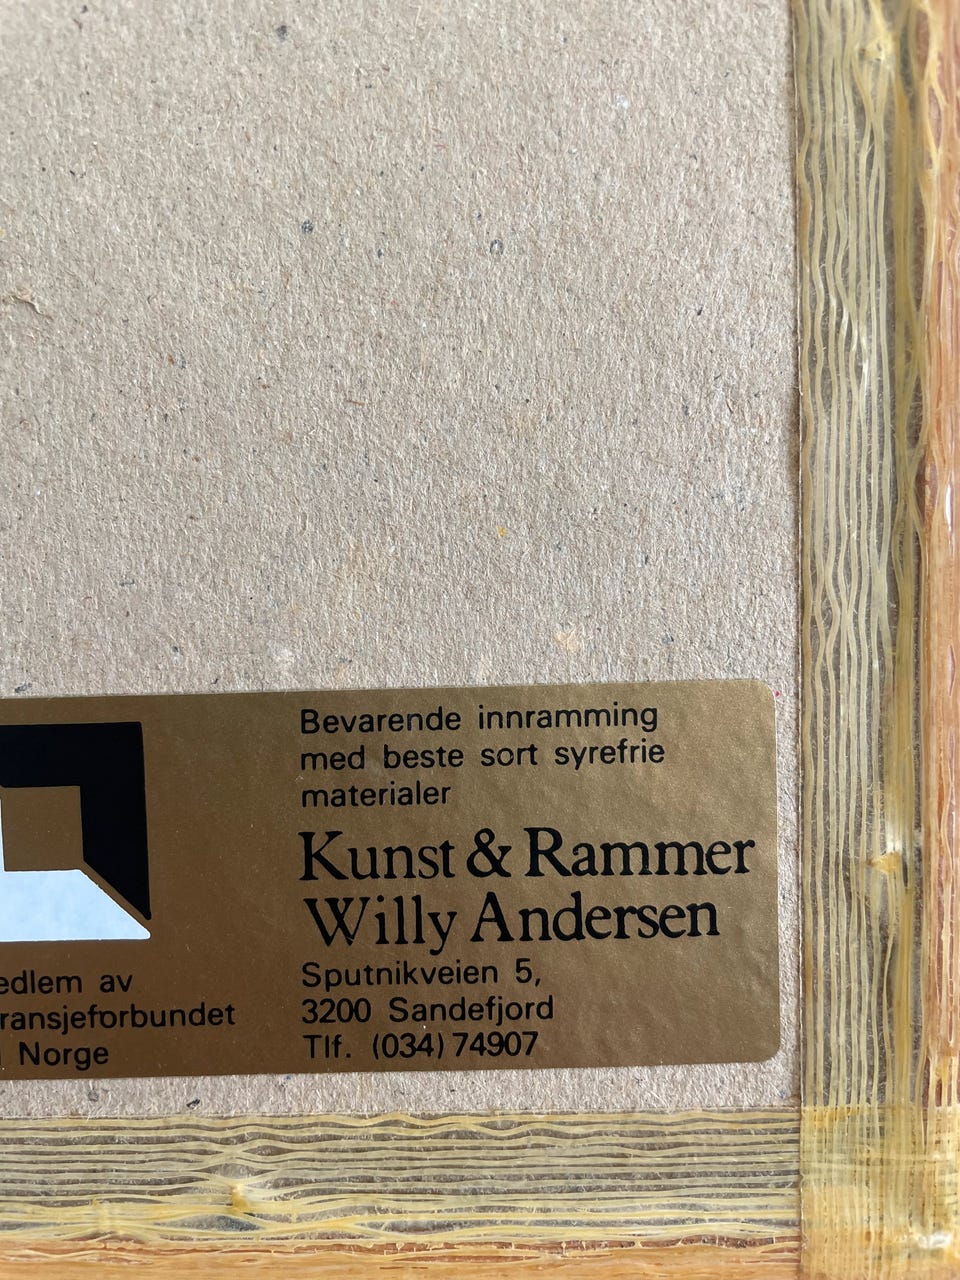 Bevarende innramming
med beste sort syrefrie
materialer
Kunst & Rammer
Willy Andersen
Sputnikveien 5,
3200 Sandefjord
Tlf. (034) 74907
edlem av
ransjeforbundet
Norge